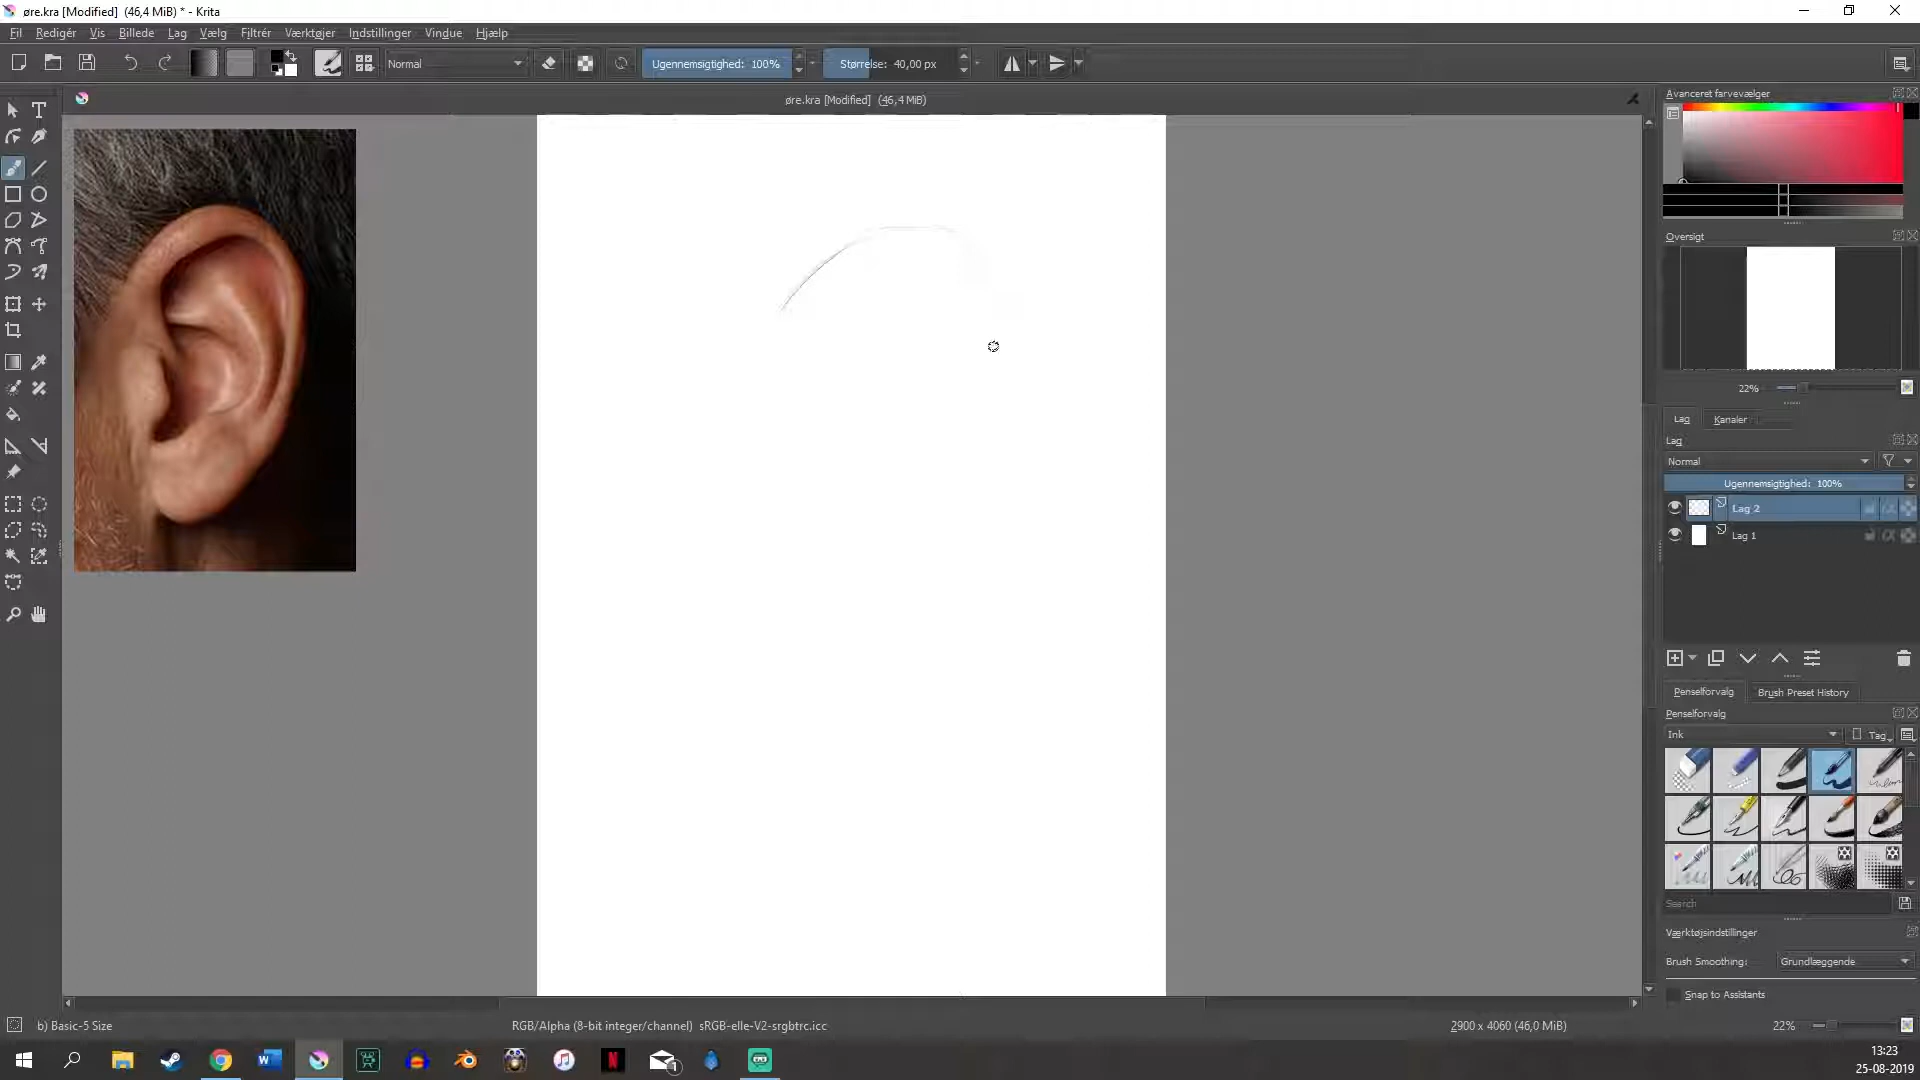 øre.kra [Modified]  (46,4 MiB) * - Krita
Fil Redigér Vis Billede Lag Vælg Filtrér Værktøjer Indstillinger Vindue Hjælp
Normal Ugennemsigtighed: 100% Størrelse: 40,00 px
øre.kra [Modified]  (46,4 MiB)
Avanceret farvevælger
Oversigt
22%
Lag Kanaler
Lag
Normal
Ugennemsigtighed: 100%
Lag 2
Lag 1
Penselforvalg Brush Preset History
Penselforvalg
Ink Tag
Search
Værktøjsindstillinger
Brush Smoothing: Grundlæggende
Snap to Assistants
b) Basic-5 Size RGB/Alpha (8-bit integer/channel)  sRGB-elle-V2-srgbtrc.icc 2900 x 4060 (46,0 MiB) 22%
13:23
25-08-2019